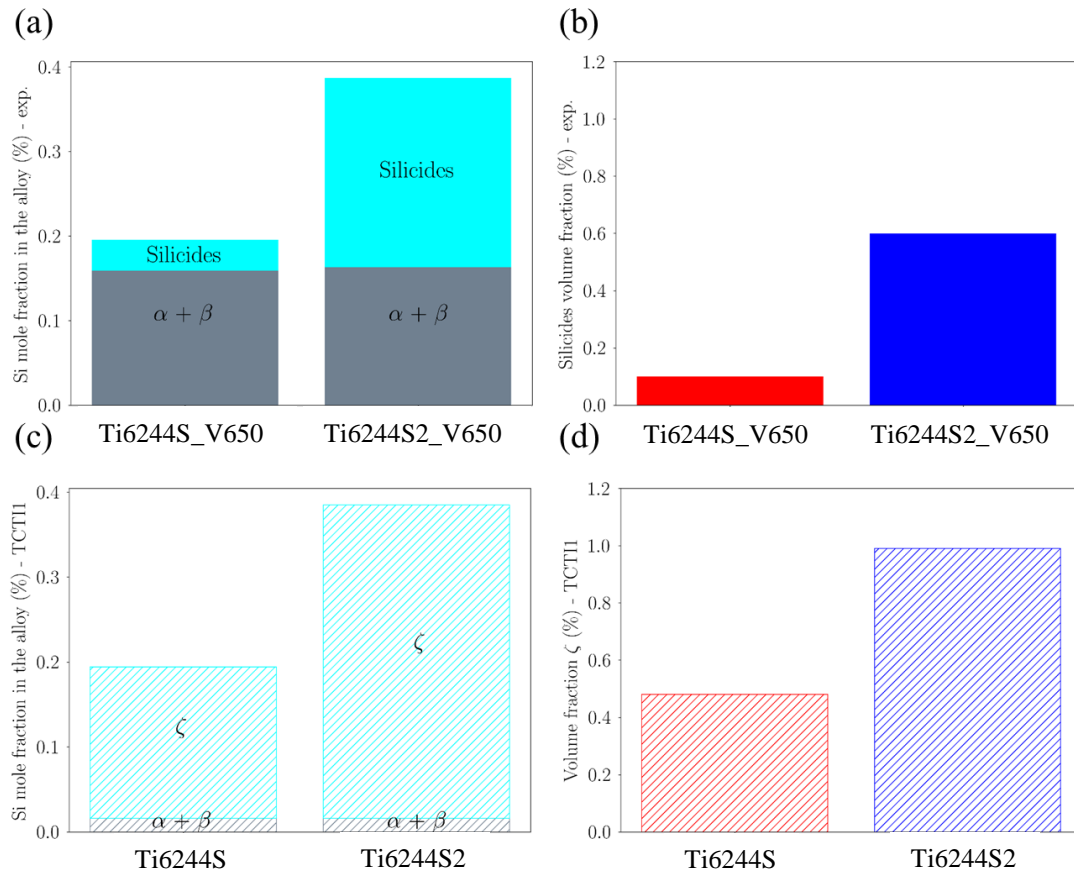 (a)
Si mole fraction in the alloy (%) - exp.
0.4
0.3
0.2
0.1
0.0
Silicides
α + β
Silicides
α + β
Ti6244S_V650
Ti6244S2_V650
(b)
Silicides volume fraction (%) - exp.
1.2
1.0
0.8
0.6
0.4
0.2
0.0
Ti6244S_V650
Ti6244S2_V650
(c)
Si mole fraction in the alloy (%) - TCTI1
0.4
0.3
0.2
0.1
0.0
ζ
α + β
ζ
α + β
Ti6244S
Ti6244S2
(d)
Volume fraction ζ (%) - TCTI1
1.2
1.0
0.8
0.6
0.4
0.2
0.0
Ti6244S
Ti6244S2